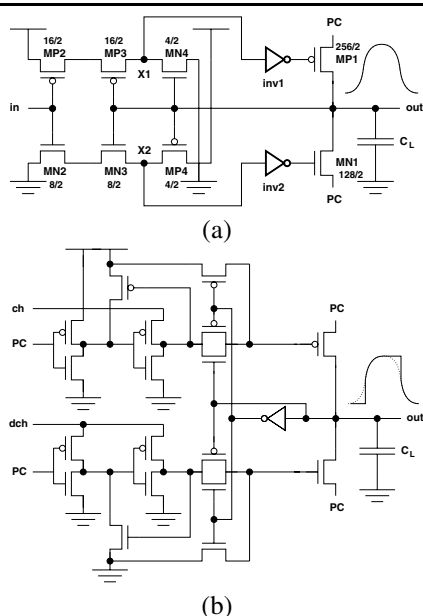 16/2 16/2 4/2 PC
MP2 MP3 MN4 256/2
X1 inv1 MP1
in out
X2 C L
MN2 MN3 MP4 inv2 MN1
8/2 8/2 4/2 128/2
PC
(a)
PC
ch
PC
out
dch
C L
PC
PC
(b)